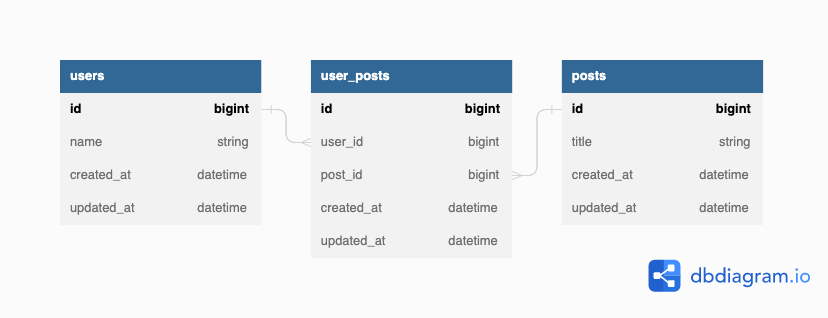 users
id bigint
name string
created_at datetime
updated_at datetime
user_posts
id bigint
user_id bigint
post_id bigint
created_at datetime
updated_at datetime
posts
id bigint
title string
created_at datetime
updated_at datetime
dbdiagram.io